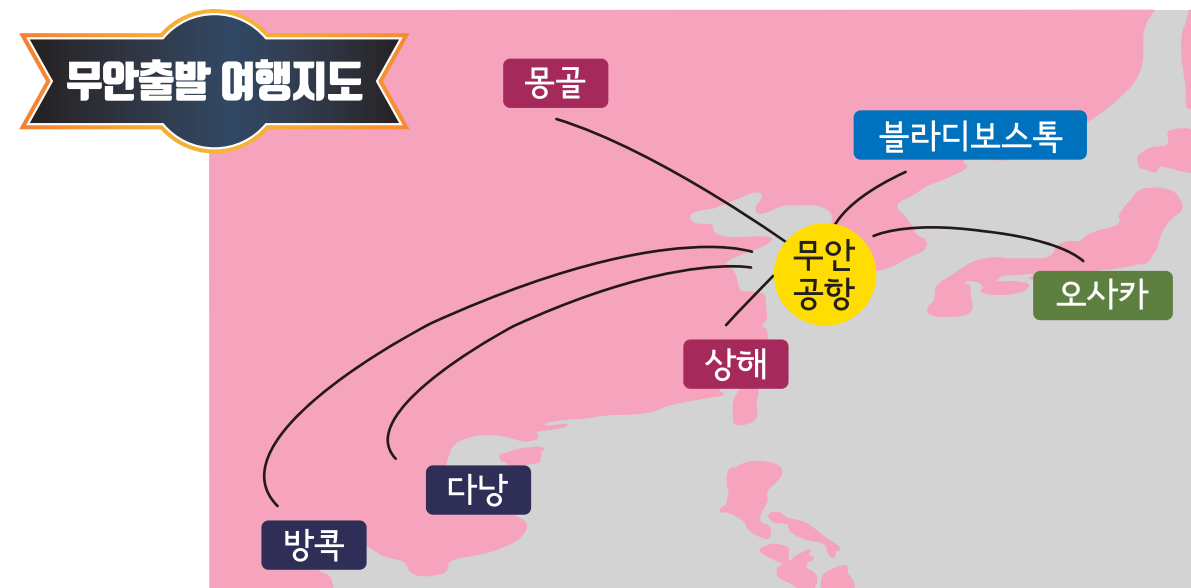 무안출발 여행지도
몽골
블라디보스톡
무안
공항
오사카
상해
다낭
방콕